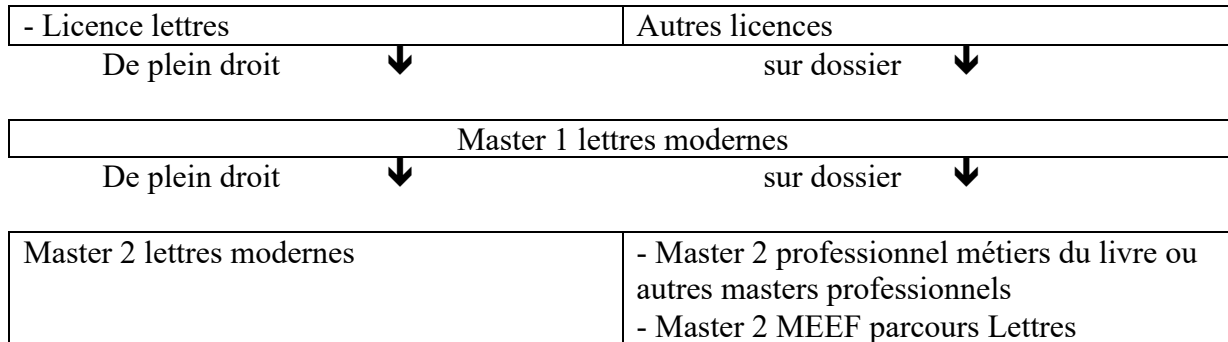 - Licence lettres Autres licences
De plein droit sur dossier
Master 1 lettres modernes
De plein droit sur dossier
Master 2 lettres modernes - Master 2 professionnel métiers du livre ou
autres masters professionnels
- Master 2 MEEF parcours Lettres